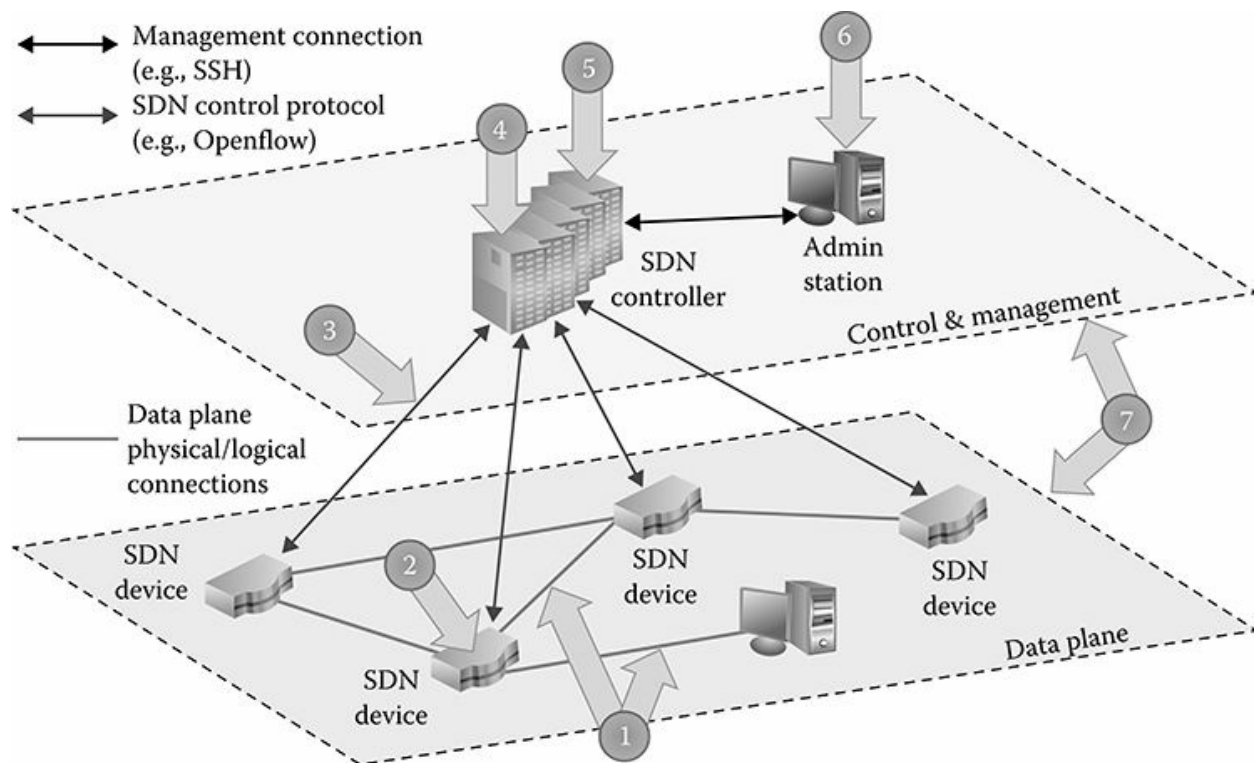 Management connection
(e.g., SSH)
SDN control protocol
(e.g., Openflow)
6
5
4
SDN
controller
Admin
station
3
Control & management
Data plane
physical/logical
connections
7
SDN
device
2
SDN
device
SDN
device
SDN
device
Data plane
1